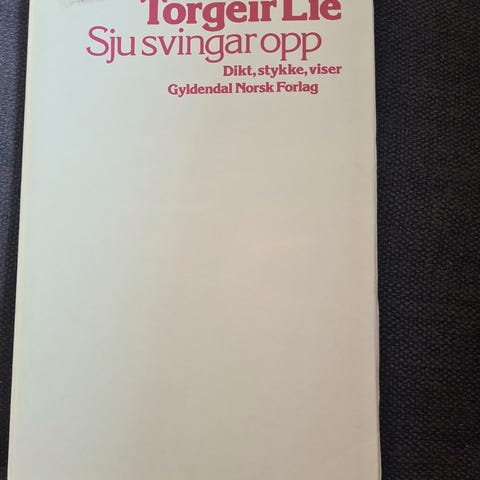 Torgeir Lie
Sju svingar opp
Dikt, stykke, viser
Gyldendal Norsk Forlag